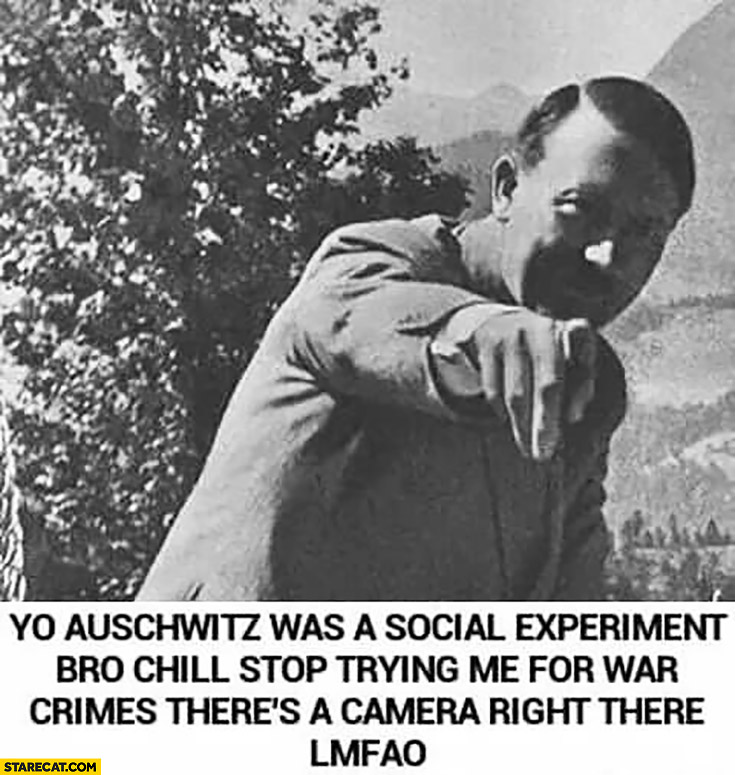 YO AUSCHWITZ WAS A SOCIAL EXPERIMENT
BRO CHILL STOP TRYING ME FOR WAR
CRIMES THERE'S A CAMERA RIGHT THERE
LMFAO
STARECAT.COM